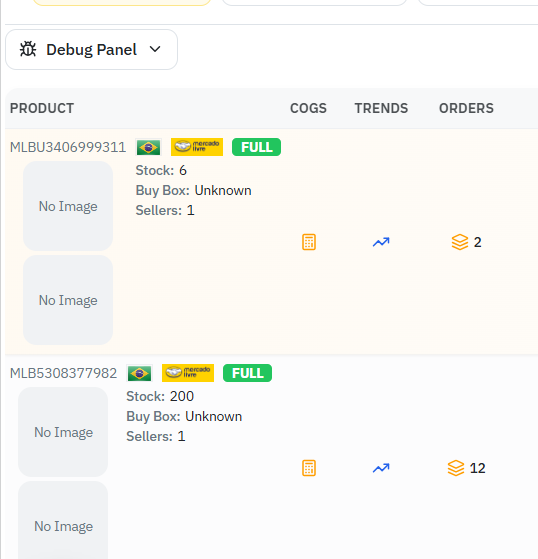 Debug Panel
PRODUCT COGS TRENDS ORDERS
MLBU3406999311 mercado livre FULL
Stock: 6
Buy Box: Unknown
Sellers: 1
No Image
2
No Image
MLB5308377982 mercado livre FULL
Stock: 200
Buy Box: Unknown
Sellers: 1
No Image
12
No Image